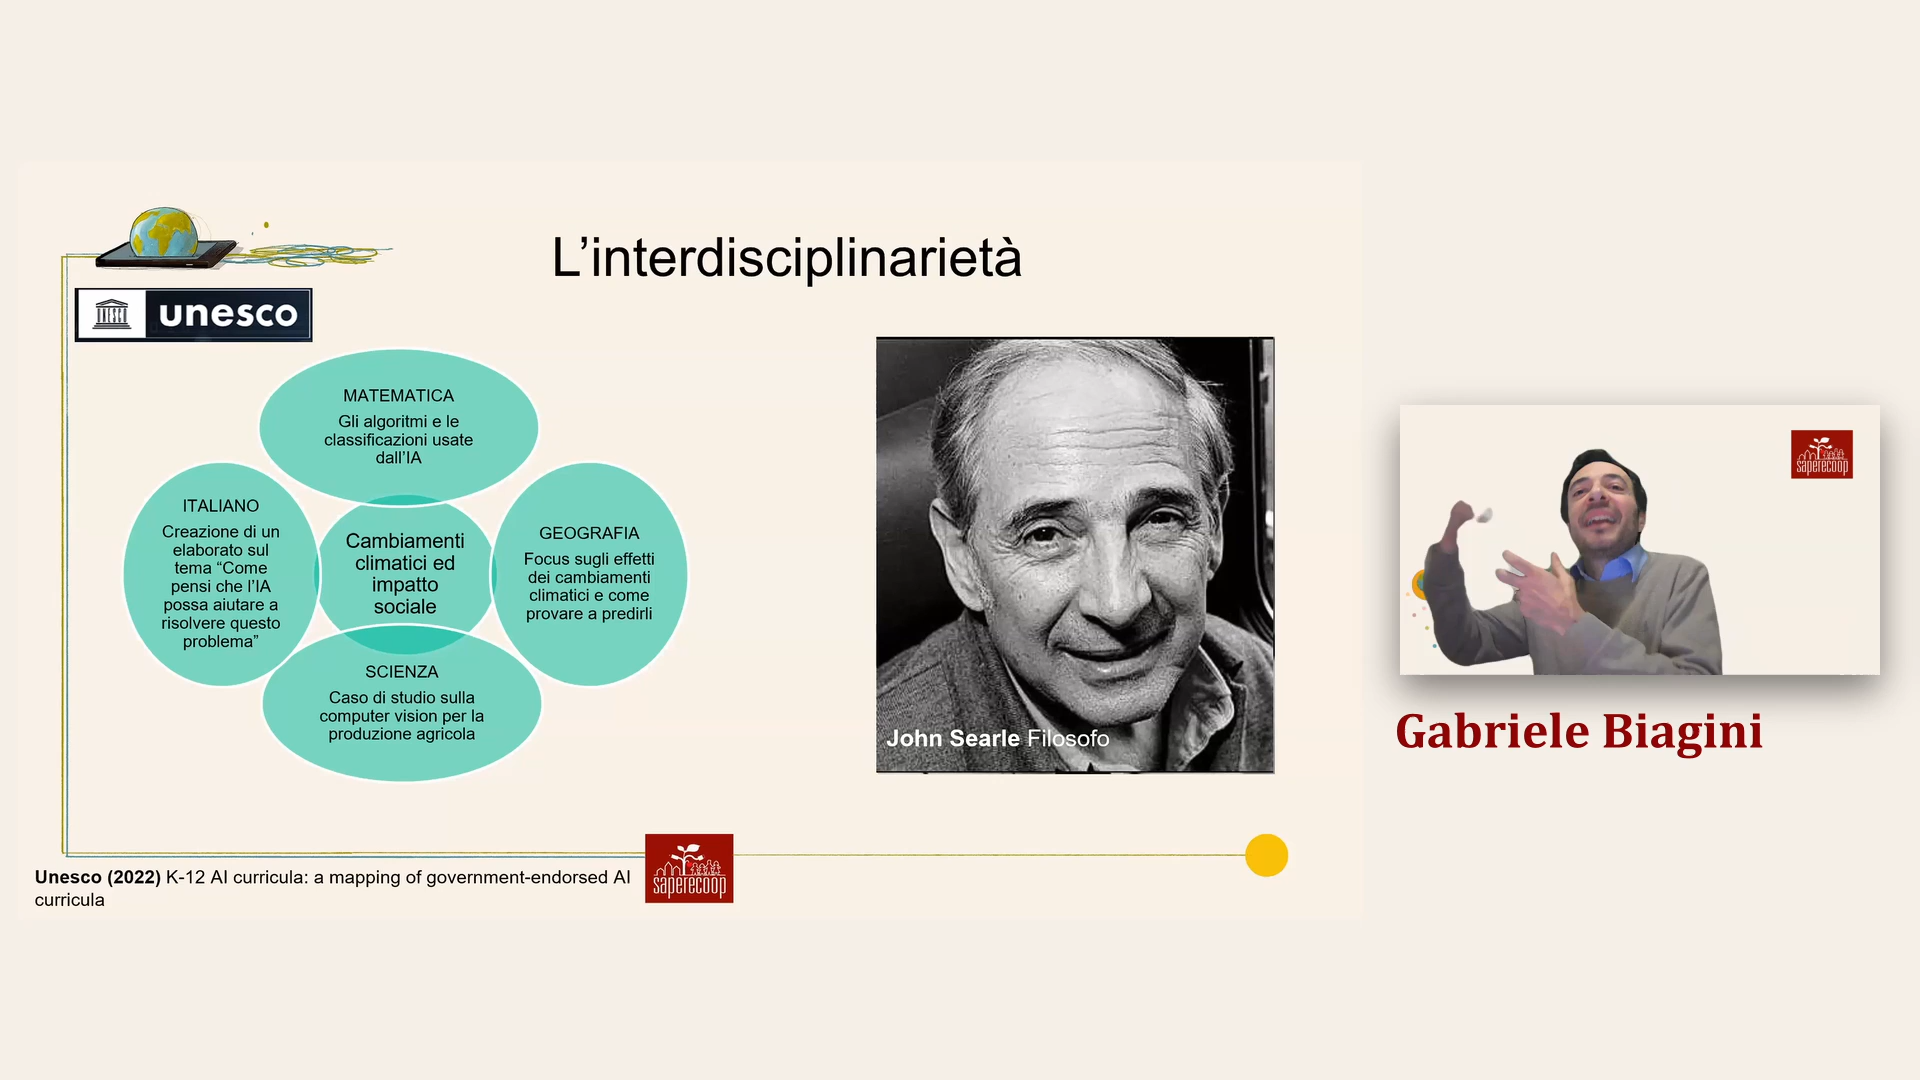 L’interdisciplinarietà
UNESCO
unesco
MATEMATICA
Gli algoritmi e le
classificazioni usate
dall’IA
ITALIANO
Creazione di un
elaborato sul
tema “Come
pensi che l’IA
possa aiutare a
risolvere questo
problema”
Cambiamenti
climatici ed
impatto
sociale
GEOGRAFIA
Focus sugli effetti
dei cambiamenti
climatici e come
provare a predirli
SCIENZA
Caso di studio sulla
computer vision per la
produzione agricola
John Searle Filosofo
saperecoop
Gabriele Biagini
Unesco (2022) K-12 AI curricula: a mapping of government-endorsed AI
curricula
saperecoop